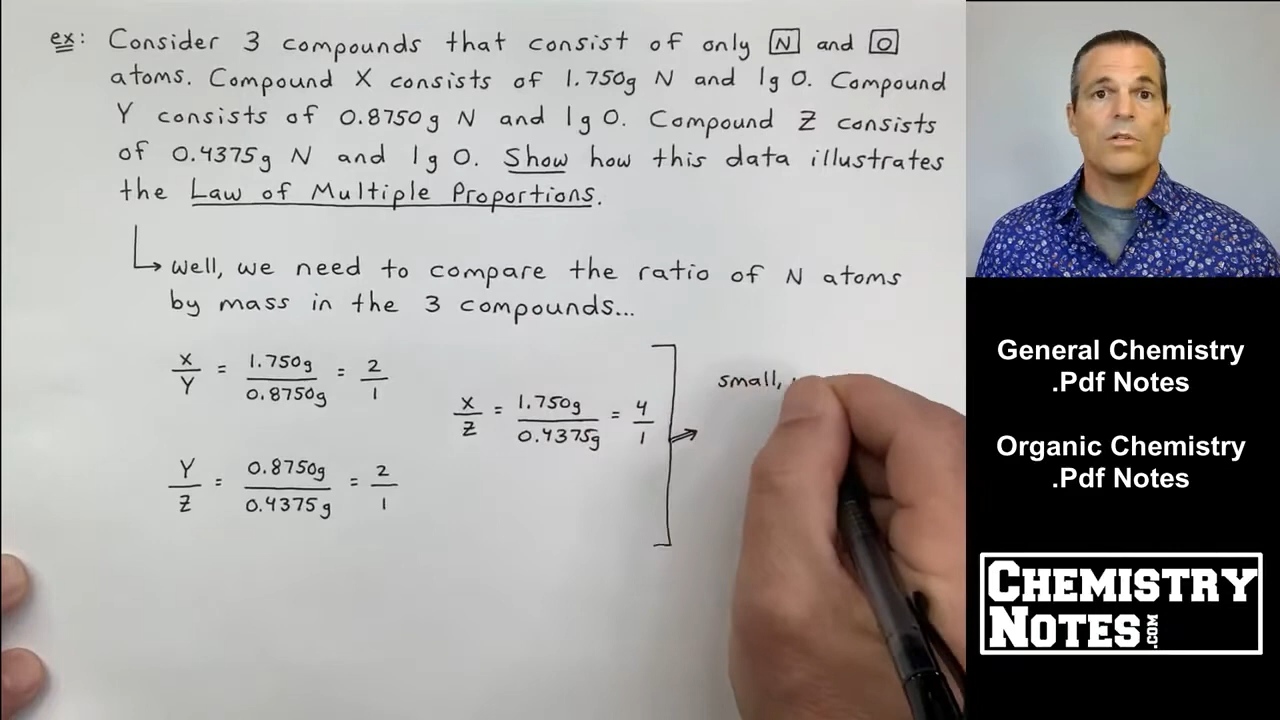 ex: Consider 3 compounds that consist of only N and O
atoms. Compound X consists of 1.750g N and 1g O. Compound
Y consists of 0.8750g N and 1g O. Compound Z consists
of 0.4375g N and 1g O. Show how this data illustrates
the Law of Multiple Proportions.
↳ well, we need to compare the ratio of N atoms
by mass in the 3 compounds...
X/Y = 1.750g/0.8750g = 2/1
Y/Z = 0.8750g/0.4375g = 2/1
X/Z = 1.750g/0.4375g = 4/1
⇒ small,
General Chemistry
.Pdf Notes
Organic Chemistry
.Pdf Notes
CHEMISTRY
NOTES.COM